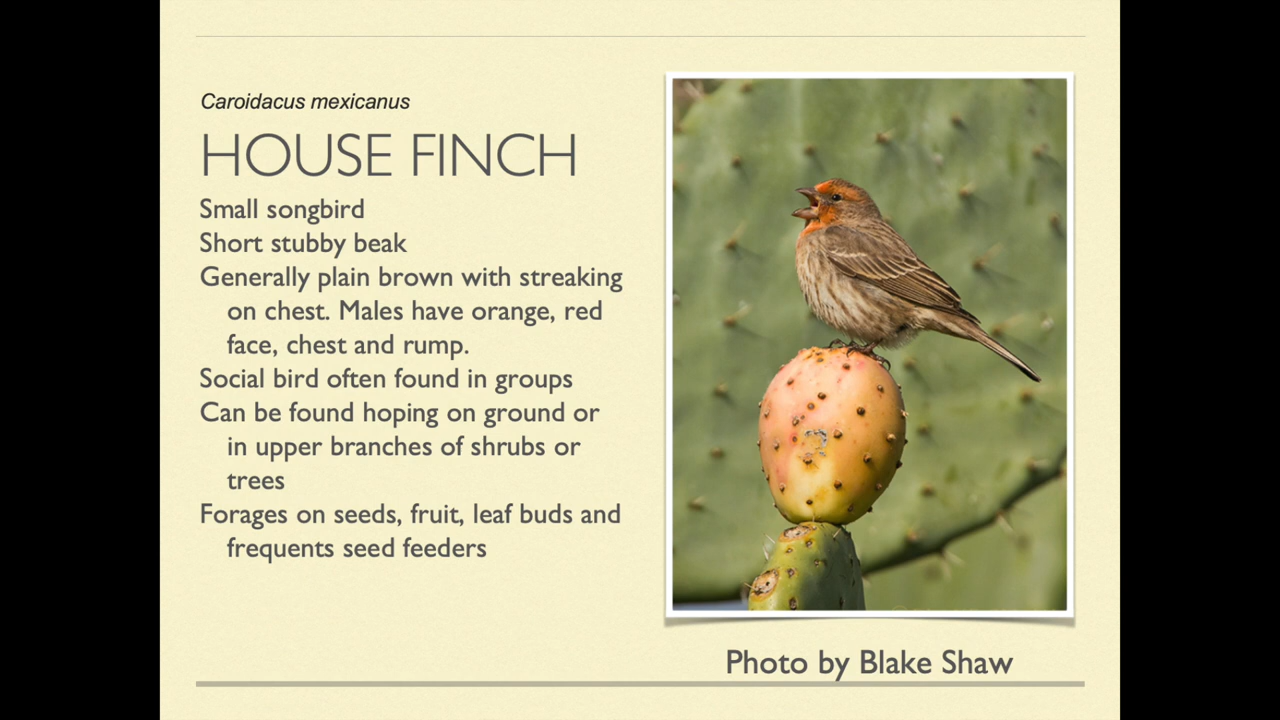 Caroidacus mexicanus
HOUSE FINCH
Small songbird
Short stubby beak
Generally plain brown with streaking
on chest. Males have orange, red
face, chest and rump.
Social bird often found in groups
Can be found hoping on ground or
in upper branches of shrubs or
trees
Forages on seeds, fruit, leaf buds and
frequents seed feeders
Photo by Blake Shaw